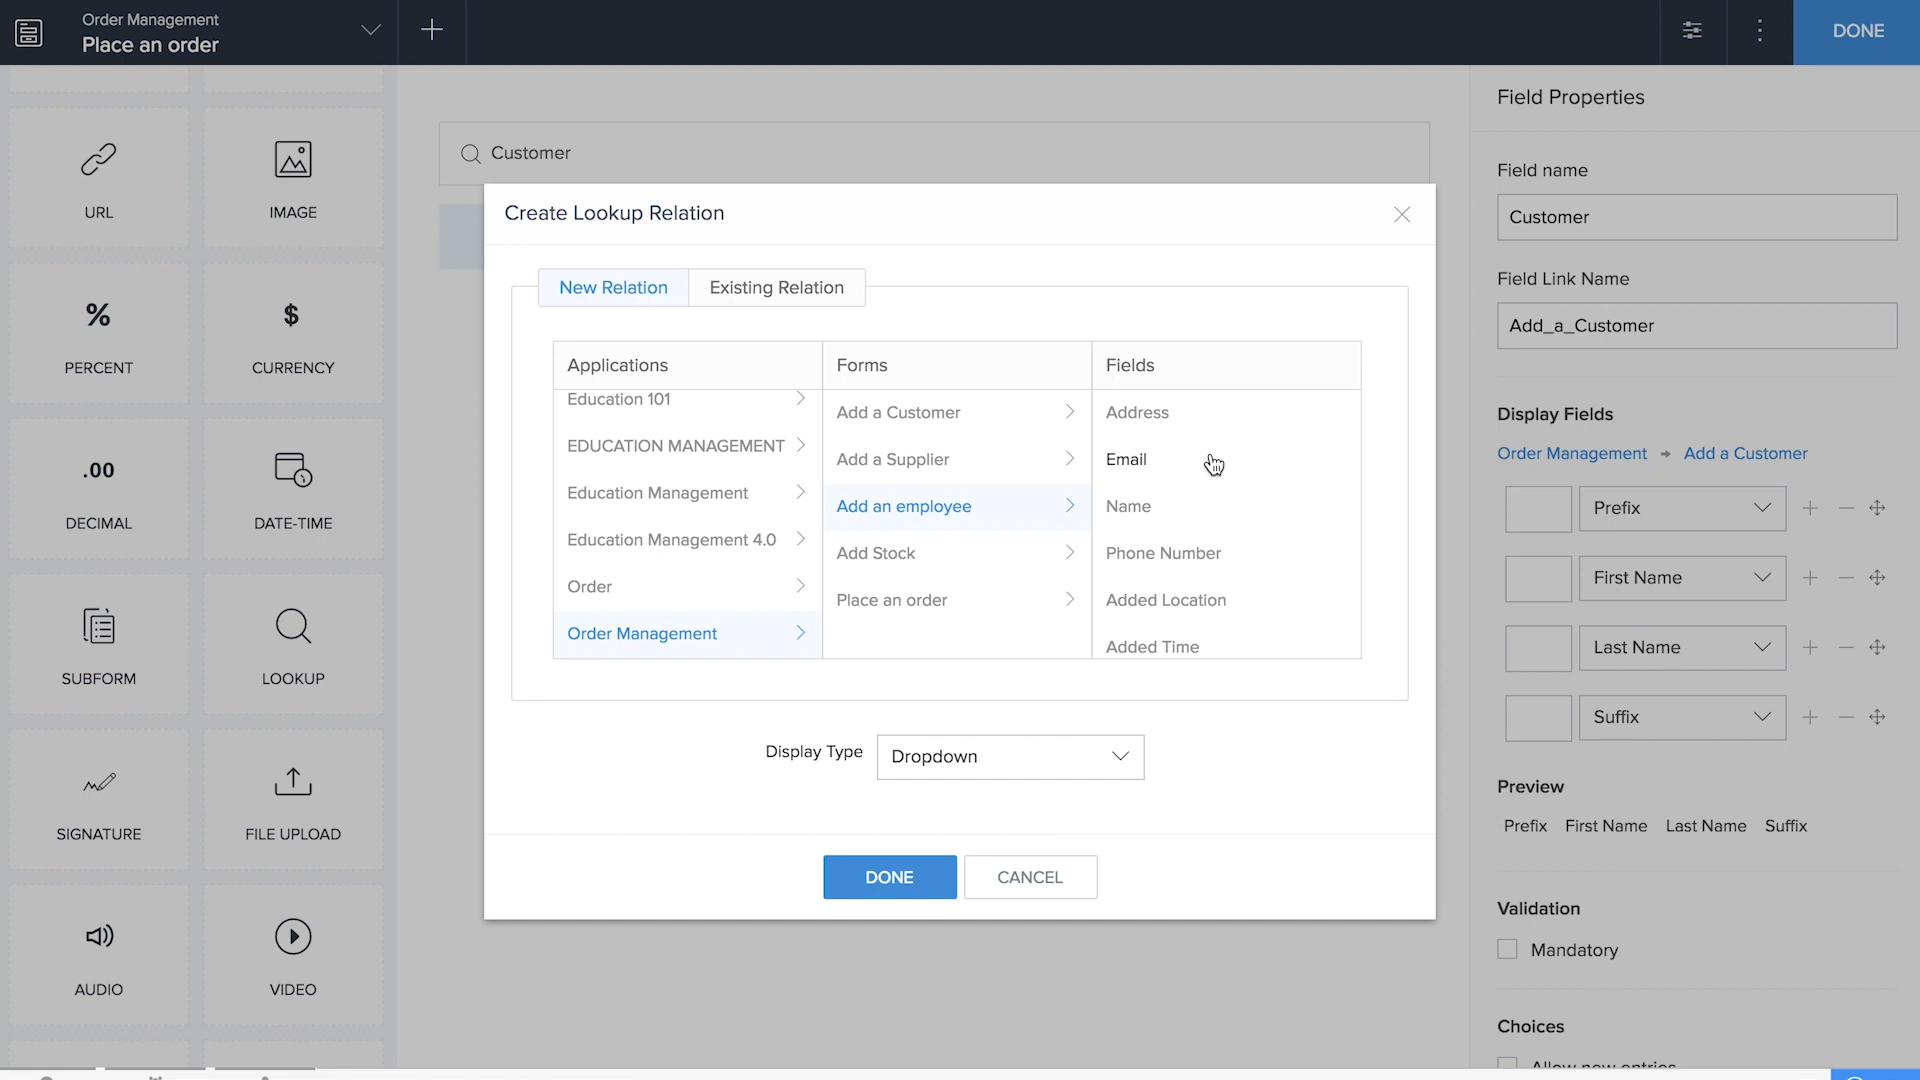 Order Management
Place an order
DONE
URL
IMAGE
%
$
PERCENT
CURRENCY
.00
DECIMAL
DATE-TIME
SUBFORM
LOOKUP
SIGNATURE
FILE UPLOAD
AUDIO
VIDEO
Customer
Create Lookup Relation
New Relation
Existing Relation
Applications
Education 101
EDUCATION MANAGEMENT
Education Management
Education Management 4.0
Order
Order Management
Forms
Add a Customer
Add a Supplier
Add an employee
Add Stock
Place an order
Fields
Address
Email
Name
Phone Number
Added Location
Added Time
Display Type
Dropdown
DONE
CANCEL
Field Properties
Field name
Customer
Field Link Name
Add_a_Customer
Display Fields
Order Management → Add a Customer
Prefix
First Name
Last Name
Suffix
Preview
Prefix First Name Last Name Suffix
Validation
Mandatory
Choices
Allow new entries